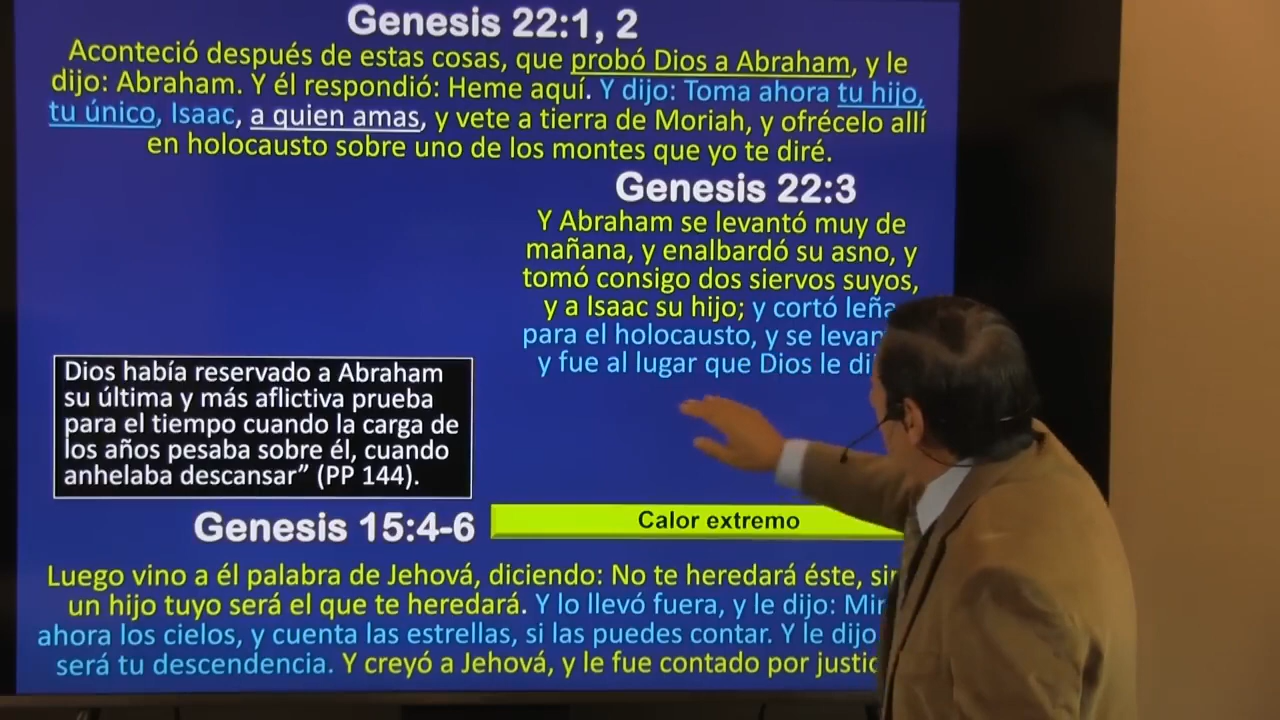 Genesis 22:1, 2
Aconteció después de estas cosas, que probó Dios a Abraham, y le
dijo: Abraham. Y él respondió: Heme aquí. Y dijo: Toma ahora tu hijo,
tu único, Isaac, a quien amas, y vete a tierra de Moriah, y ofrécelo allí
en holocausto sobre uno de los montes que yo te diré.
Genesis 22:3
Y Abraham se levantó muy de
mañana, y enalbardó su asno, y
tomó consigo dos siervos suyos,
y a Isaac su hijo; y cortó leña
para el holocausto, y se
y fue al lugar que Dios le
Dios había reservado a Abraham
su última y más aflictiva prueba
para el tiempo cuando la carga de
los años pesaba sobre él, cuando
anhelaba descansar” (PP 144).
Genesis 15:4-6
Calor extremo
Luego vino a él palabra de Jehová, diciendo: No te heredará éste,
un hijo tuyo será el que te heredará. Y lo llevó fuera, y le dijo:
ahora los cielos, y cuenta las estrellas, si las puedes contar. Y le dijo
será tu descendencia. Y creyó a Jehová, y le fue contado por